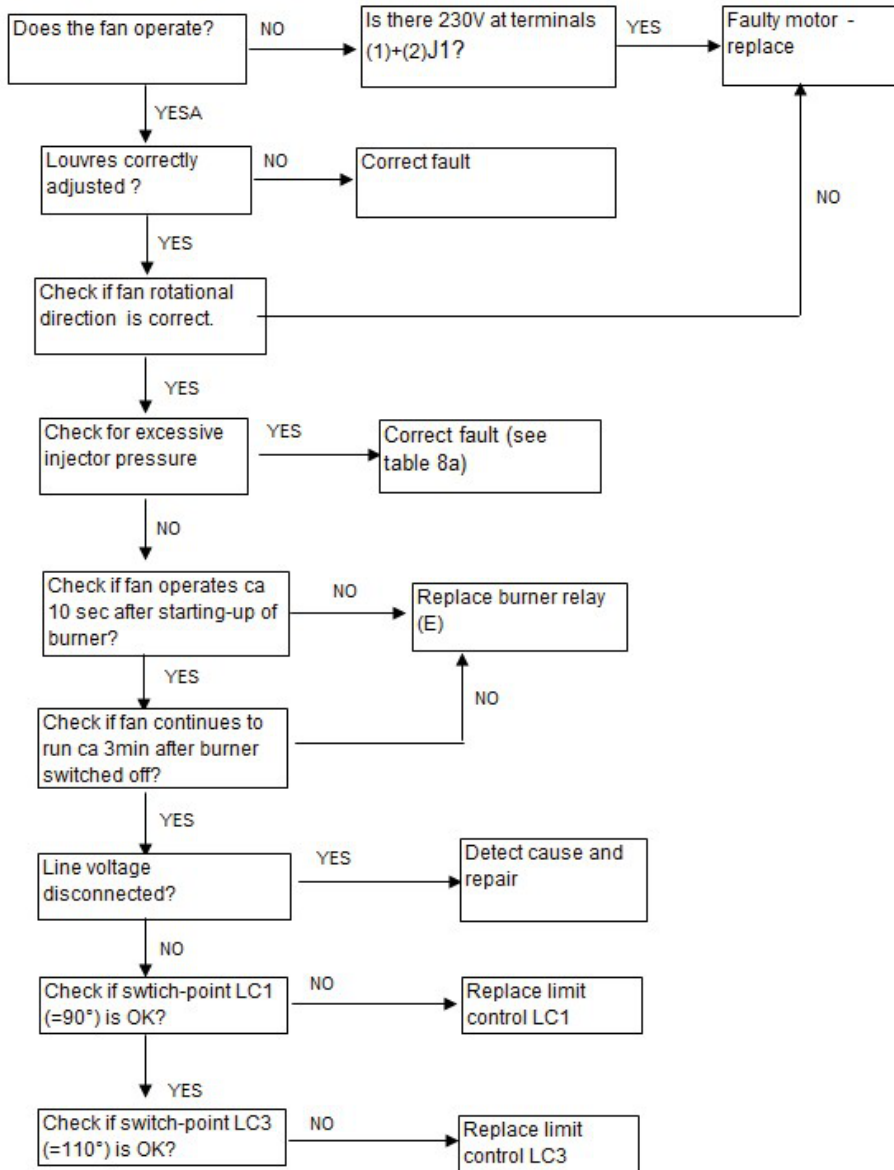 Does the fan operate?
NO
Is there 230V at terminals
(1)+(2)J1?
YES
Faulty motor -
replace
YESA
Louvres correctly
adjusted ?
NO
Correct fault
NO
YES
Check if fan rotational
direction is correct.
YES
Check for excessive
injector pressure
YES
Correct fault (see
table 8a)
NO
Check if fan operates ca
10 sec after starting-up of
burner?
NO
Replace burner relay
(E)
YES
NO
Check if fan continues to
run ca 3min after burner
switched off?
YES
Line voltage
disconnected?
YES
Detect cause and
repair
NO
Check if swtich-point LC1
(=90°) is OK?
NO
Replace limit
control LC1
YES
Check if switch-point LC3
(=110°) is OK?
NO
Replace limit
control LC3